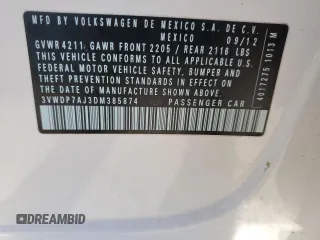 MFD BY VOLKSWAGEN DE MEXICO S.A. DE C.V.
MEXICO 09/12
GVWR 4211; GAWR FRONT 2205 / REAR 2116 LBS
THIS VEHICLE CONFORMS TO ALL APPLICABLE
FEDERAL MOTOR VEHICLE SAFETY, BUMPER AND
THEFT PREVENTION STANDARDS IN EFFECT ON THE
DATE OF MANUFACTURE SHOWN ABOVE.
3VWDP7AJ3DM385874 PASSENGER CAR
4017275 1013 M
DREAMBID